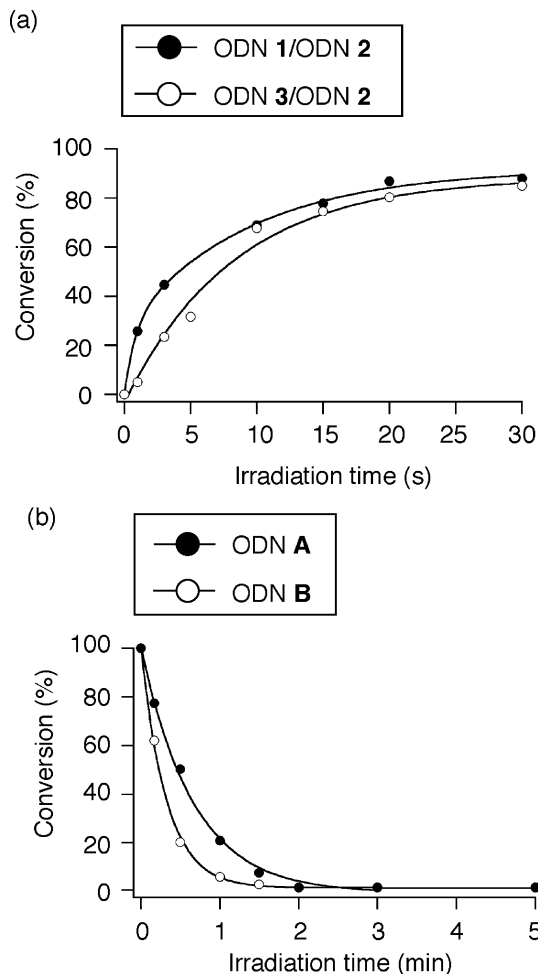 (a)
ODN 1/ODN 2
ODN 3/ODN 2
100
80
60
40
20
0
Conversion (%)
0 5 10 15 20 25 30
Irradiation time (s)
(b)
ODN A
ODN B
100
80
60
40
20
0
Conversion (%)
0 1 2 3 4 5
Irradiation time (min)